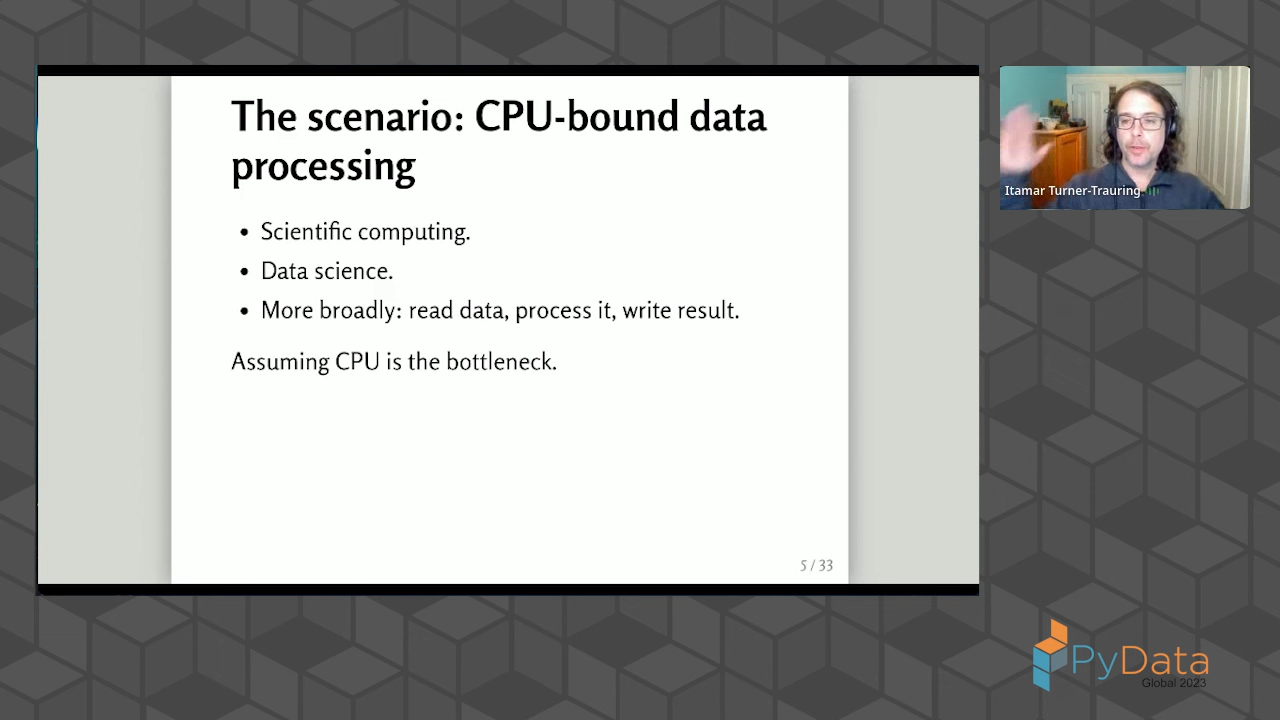 The scenario: CPU-bound data
processing
• Scientific computing.
• Data science.
• More broadly: read data, process it, write result.
Assuming CPU is the bottleneck.
5 / 33
Itamar Turner-Trauring
PyData
Global 2023